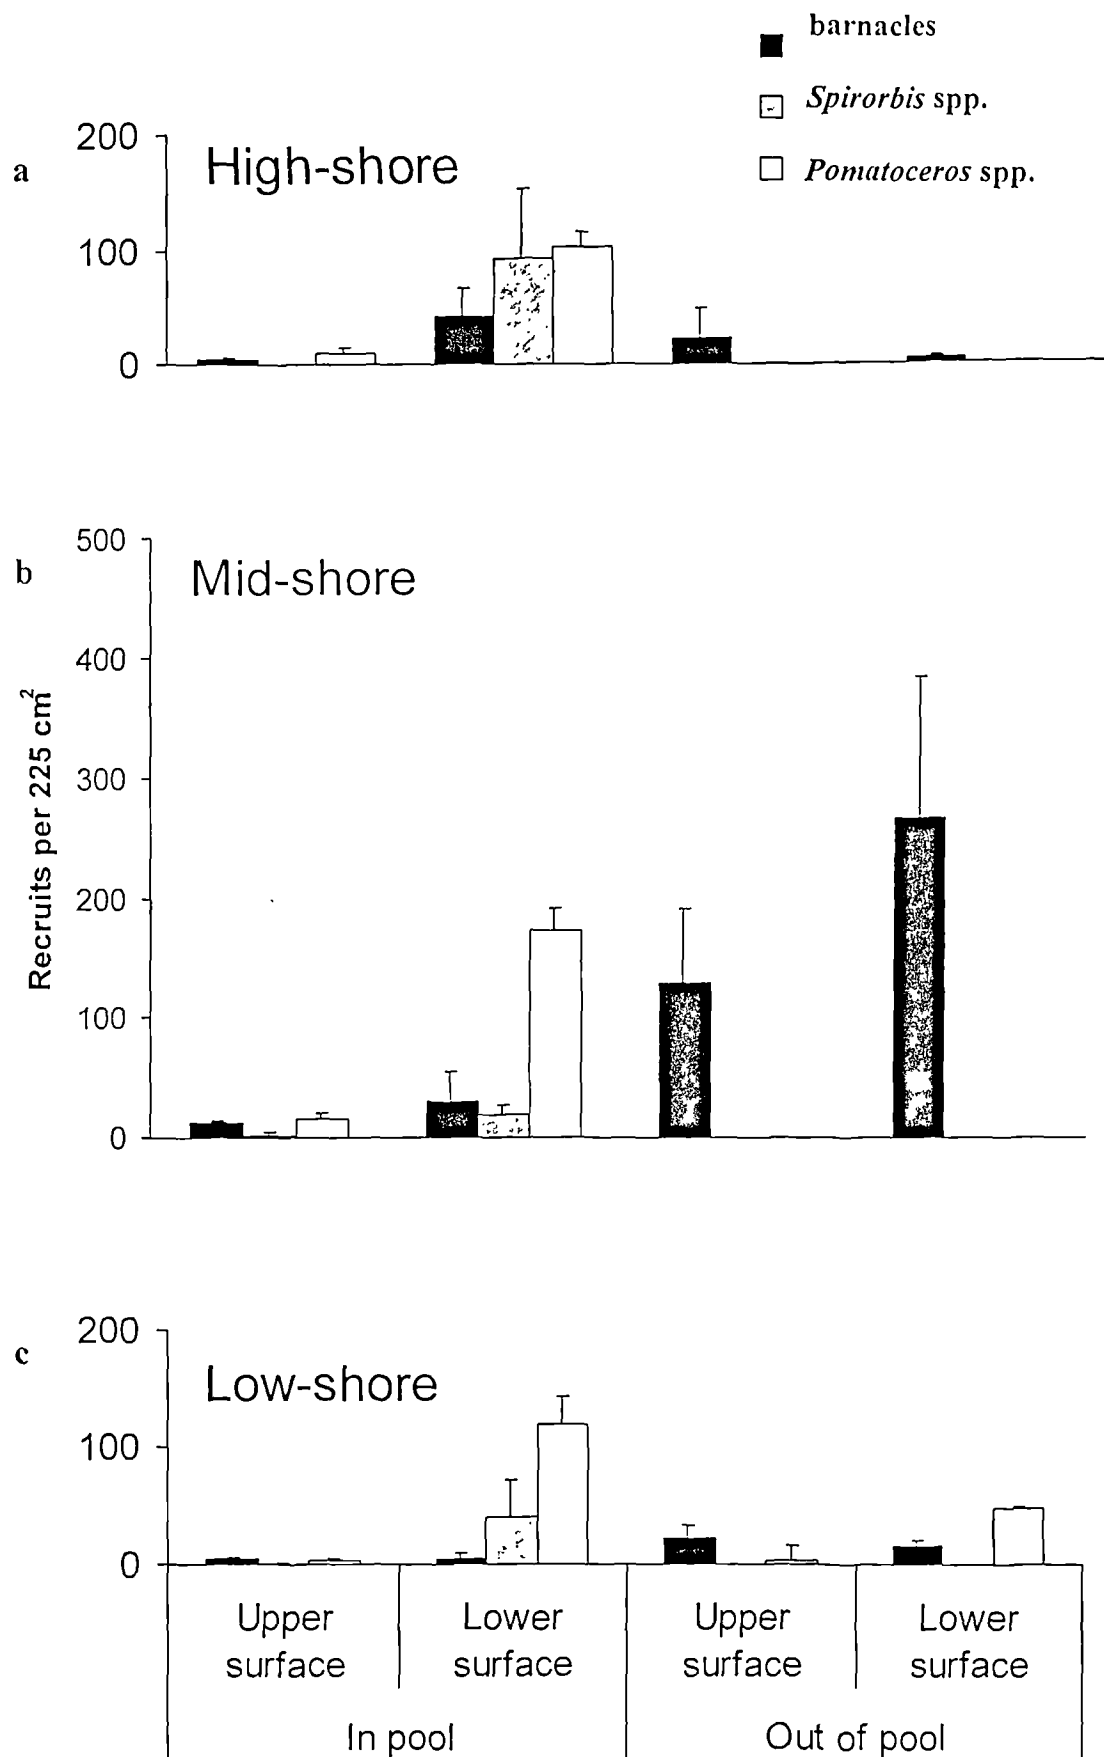 barnacles
Spirorbis spp.
Pomatoceros spp.
a
High-shore
200
100
0
b
Mid-shore
500
400
300
200
100
0
Recruits per 225 cm²
c
Low-shore
200
100
0
Upper surface
Lower surface
Upper surface
Lower surface
In pool
Out of pool